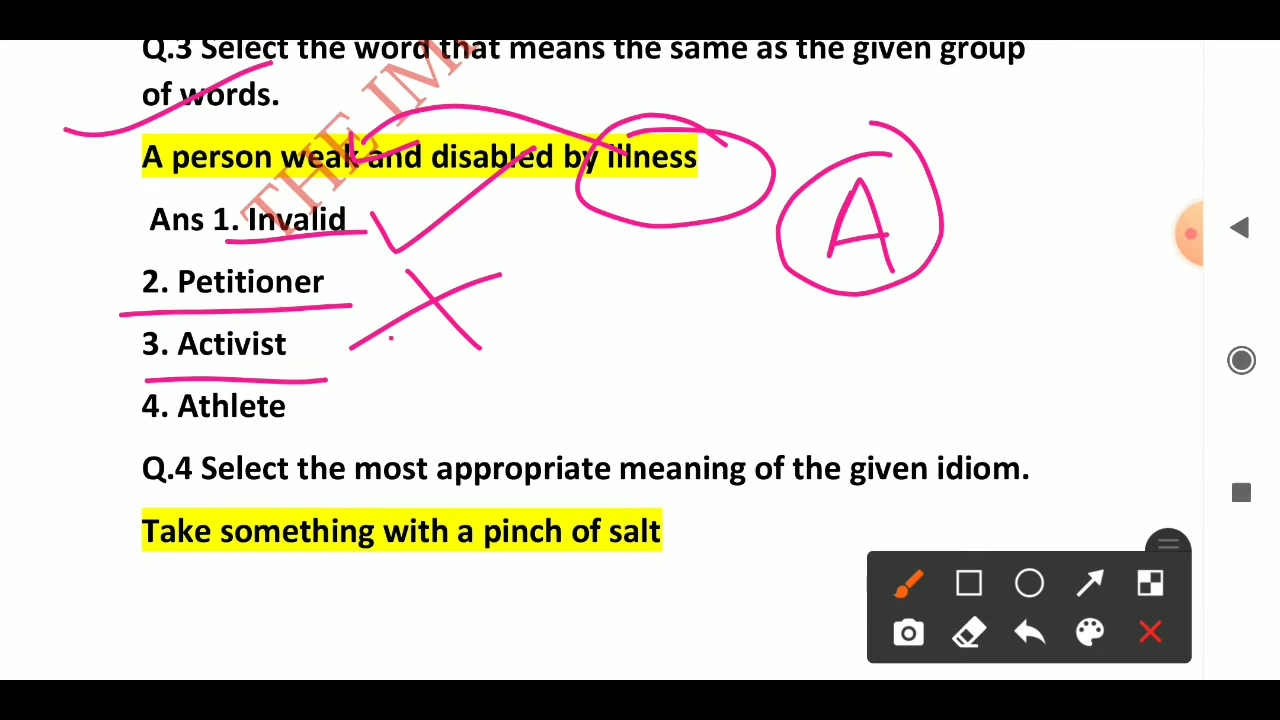 Q.3 Select the word that means the same as the given group
of words.
THE IM
A person weak and disabled by illness
Ans 1. Invalid
A
2. Petitioner
3. Activist
4. Athlete
Q.4 Select the most appropriate meaning of the given idiom.
Take something with a pinch of salt